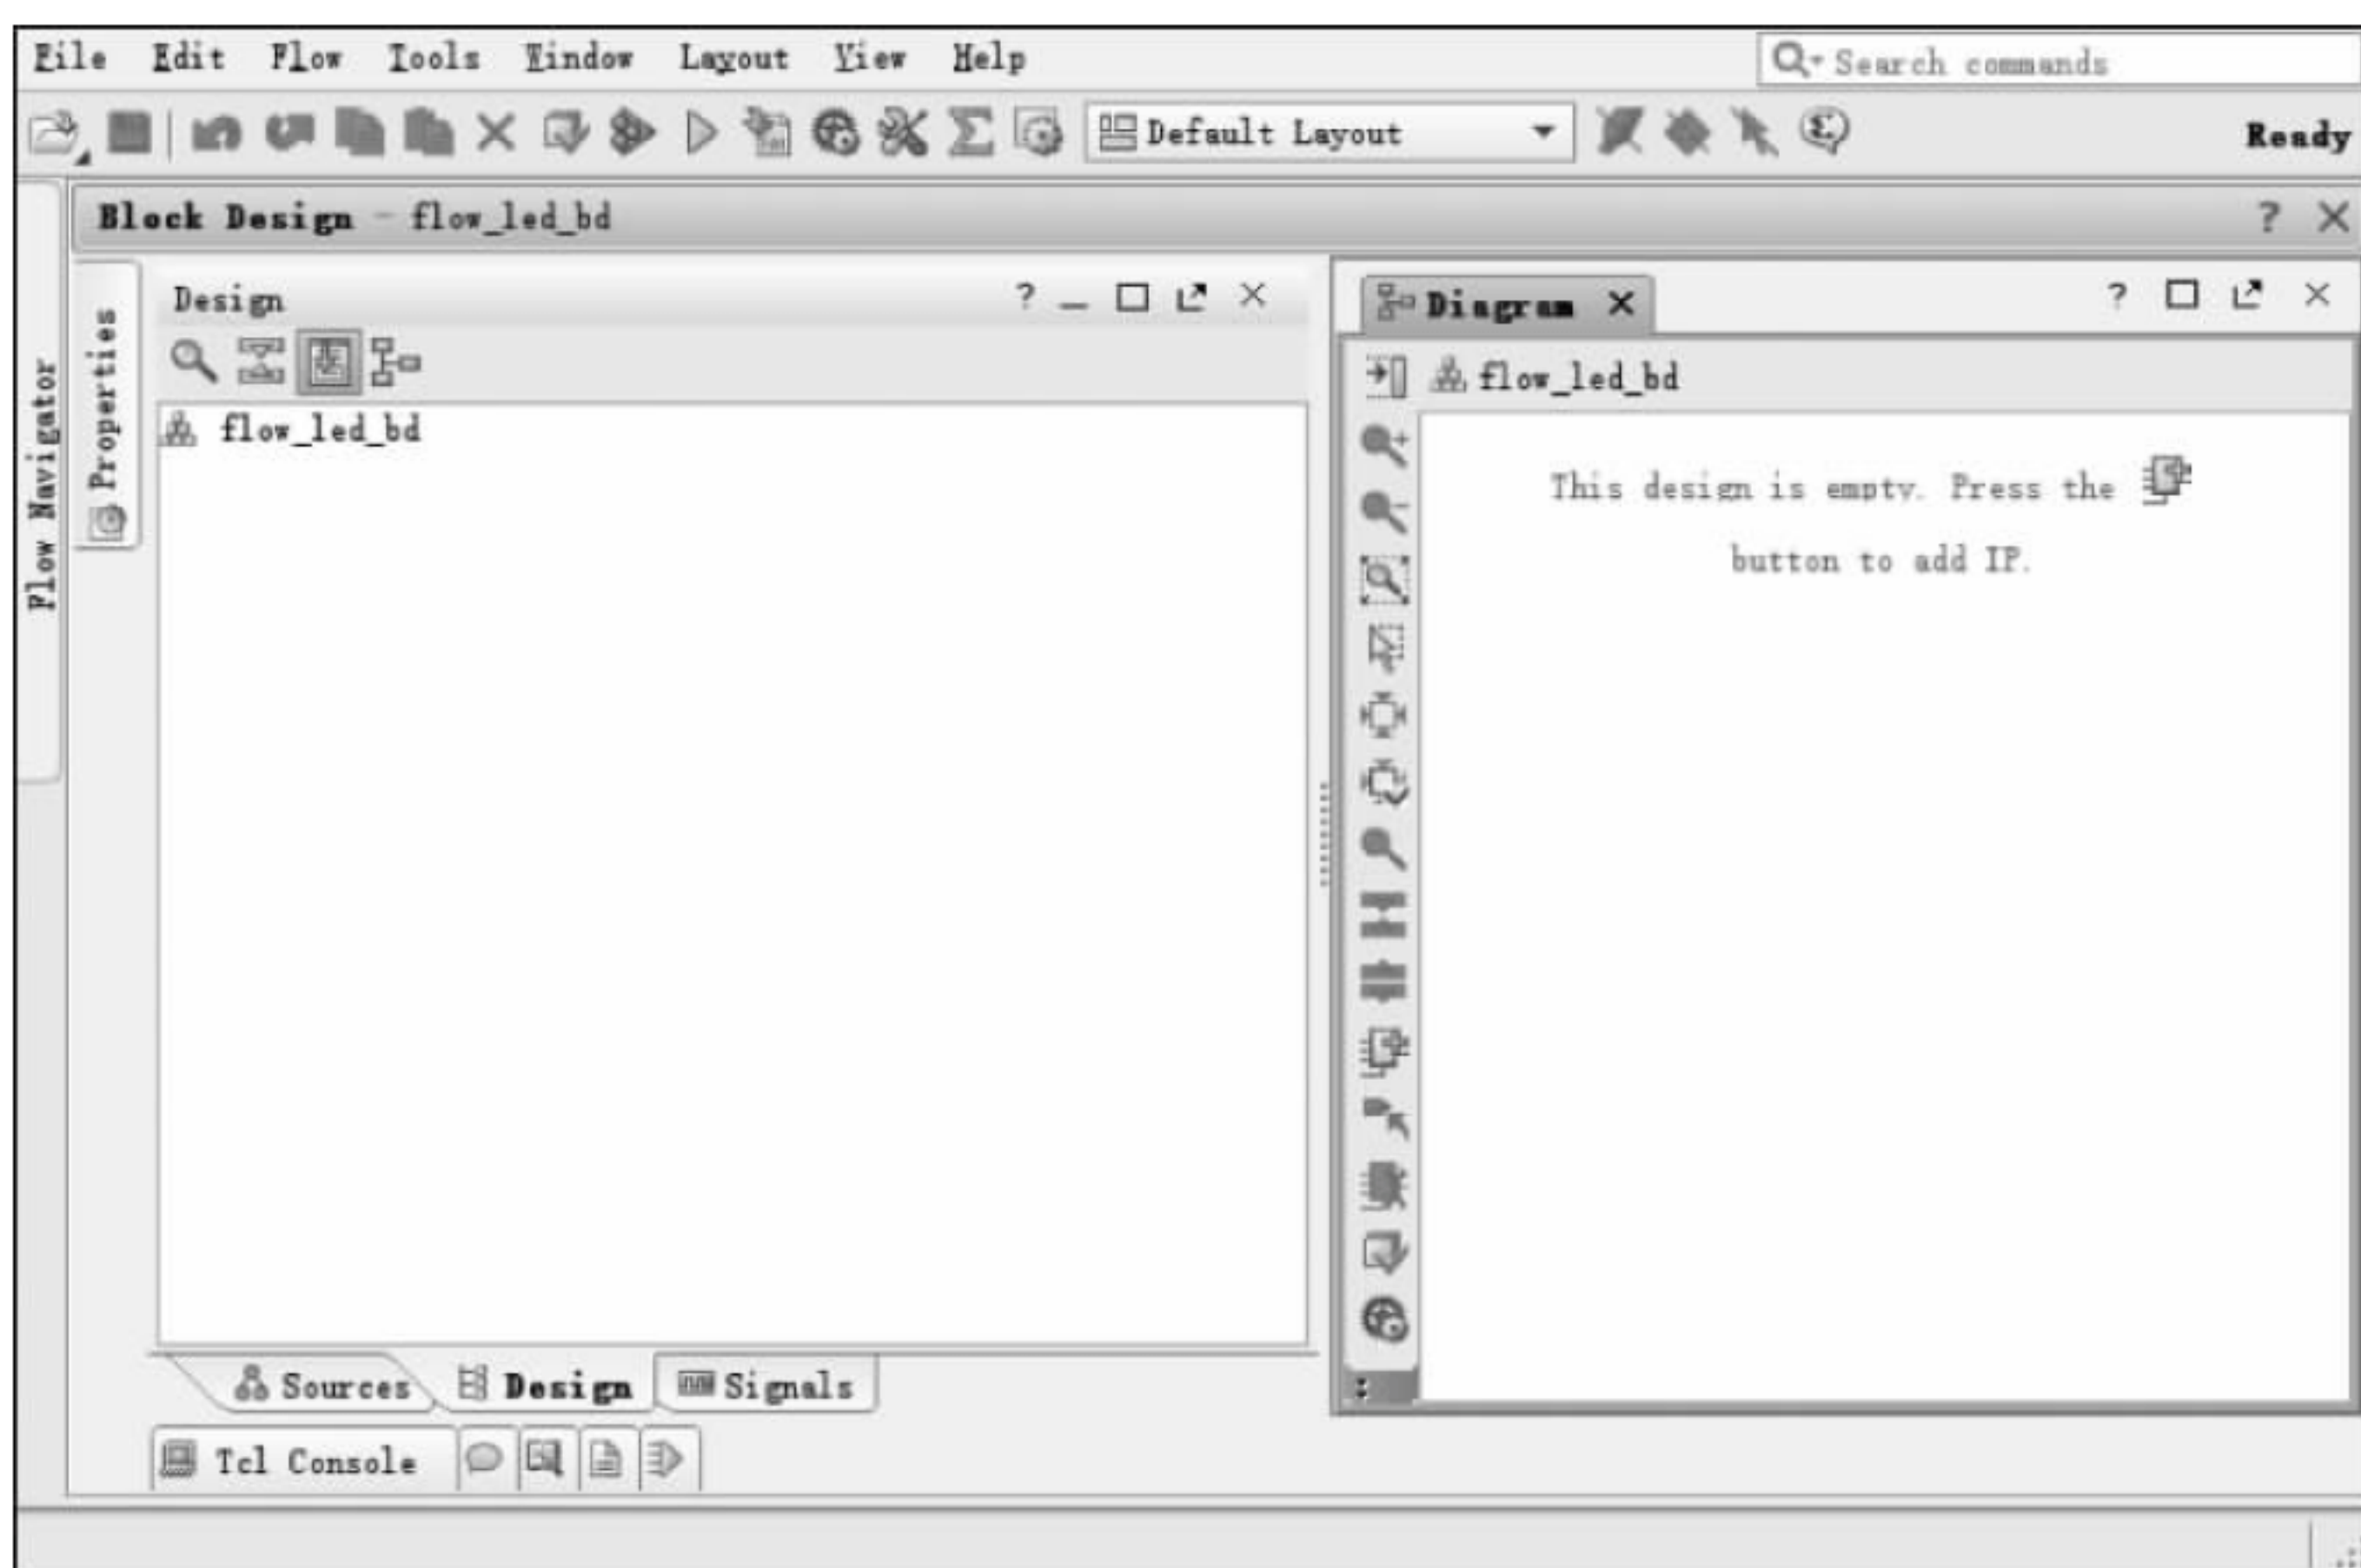 File Edit Flow Tools Window Layout View Help
Search commands
Default Layout
Ready
Block Design - flow_led_bd
Flow Navigator
Properties
Design
flow_led_bd
Sources Design Signals
Tcl Console
Diagram
flow_led_bd
This design is empty. Press the
button to add IP.